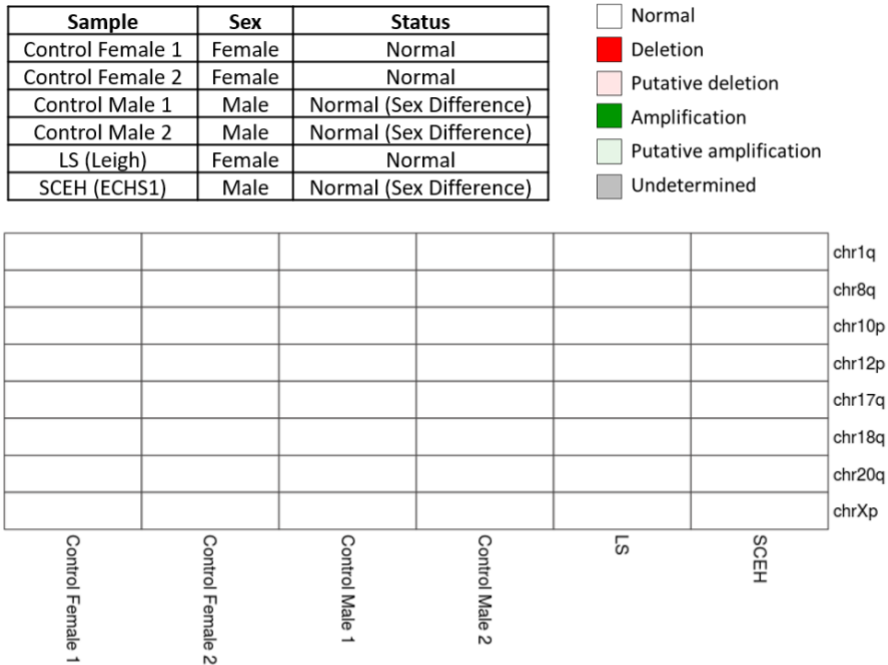 Sample Sex Status
Control Female 1 Female Normal
Control Female 2 Female Normal
Control Male 1 Male Normal (Sex Difference)
Control Male 2 Male Normal (Sex Difference)
LS (Leigh) Female Normal
SCEH (ECHS1) Male Normal (Sex Difference)
Normal
Deletion
Putative deletion
Amplification
Putative amplification
Undetermined
chr1q
chr8q
chr10p
chr12p
chr17q
chr18q
chr20q
chrXp
Control Female 1
Control Female 2
Control Male 1
Control Male 2
LS
SCEH